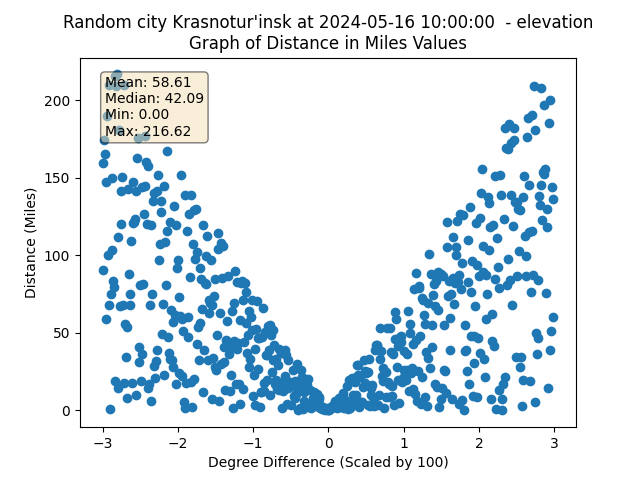 Random city Krasnotur'insk at 2024-05-16 10:00:00  - elevation
Graph of Distance in Miles Values
Mean: 58.61
Median: 42.09
Min: 0.00
Max: 216.62
200
150
100
50
0
Distance (Miles)
−3
−2
−1
0
1
2
3
Degree Difference (Scaled by 100)